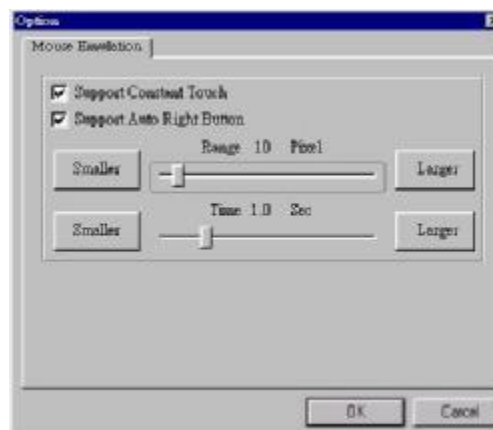 Option
Mouse Emulation
Support Constant Touch
Support Auto Right Button
Range 10 Pixel
Smaller Larger
Time 1.0 Sec
Smaller Larger
OK Cancel